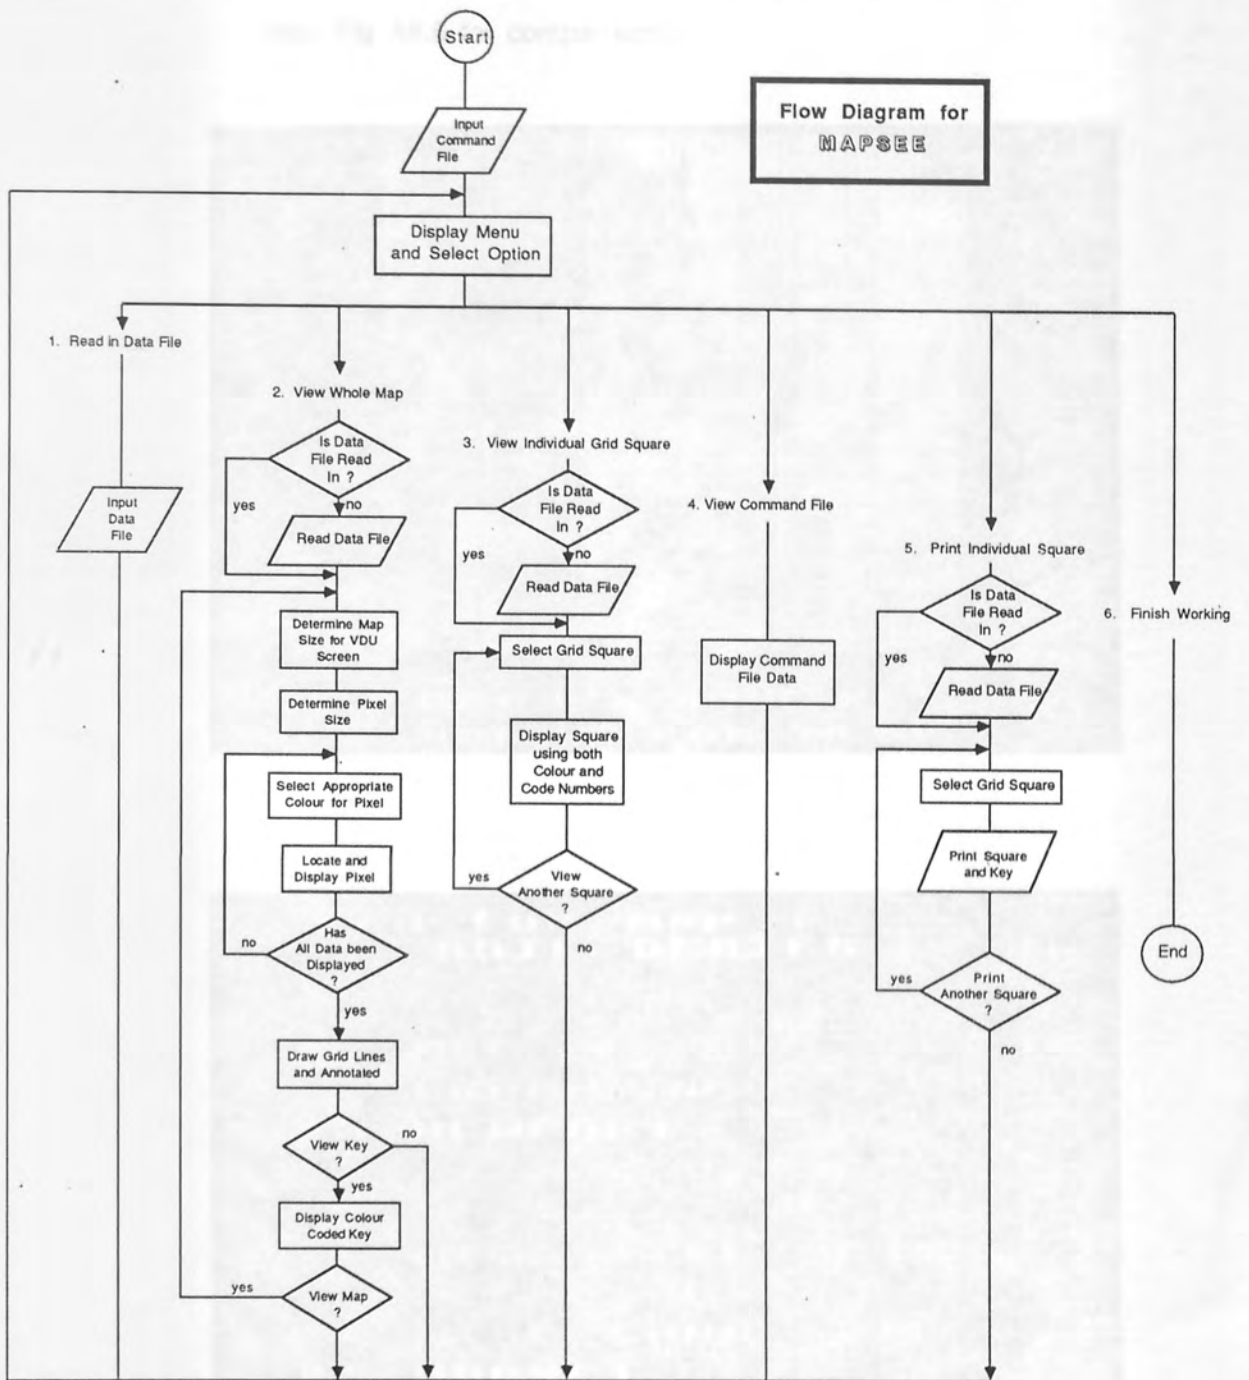 Start
Flow Diagram for
MAPSEE
Input
Command
File
Display Menu
and Select Option
1. Read in Data File
Input
Data
File
2. View Whole Map
Is Data
File Read
In ?
yes
no
Read Data File
Determine Map
Size for VDU
Screen
Determine Pixel
Size
Select Appropriate
Colour for Pixel
Locate and
Display Pixel
Has
All Data been
Displayed
?
no
yes
Draw Grid Lines
and Annotated
View Key
?
no
yes
Display Colour
Coded Key
View Map
?
yes
3. View Individual Grid Square
Is Data
File Read
In ?
yes
no
Read Data File
Select Grid Square
Display Square
using both
Colour and
Code Numbers
View
Another Square
?
yes
no
4. View Command File
Display Command
File Data
5. Print Individual Square
Is Data
File Read
In ?
yes
no
Read Data File
Select Grid Square
Print Square
and Key
Print
Another Square
?
yes
no
6. Finish Working
End